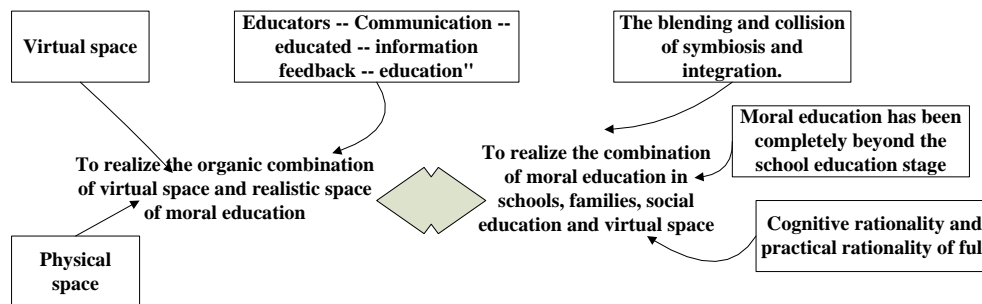 Virtual space
Educators -- Communication --
educated -- information
feedback -- education"
The blending and collision
of symbiosis and
integration.
Moral education has been
completely beyond the
school education stage
To realize the organic combination
of virtual space and realistic space
of moral education
To realize the combination
of moral education in
schools, families, social
education and virtual space
Physical
space
Cognitive rationality and
practical rationality of full